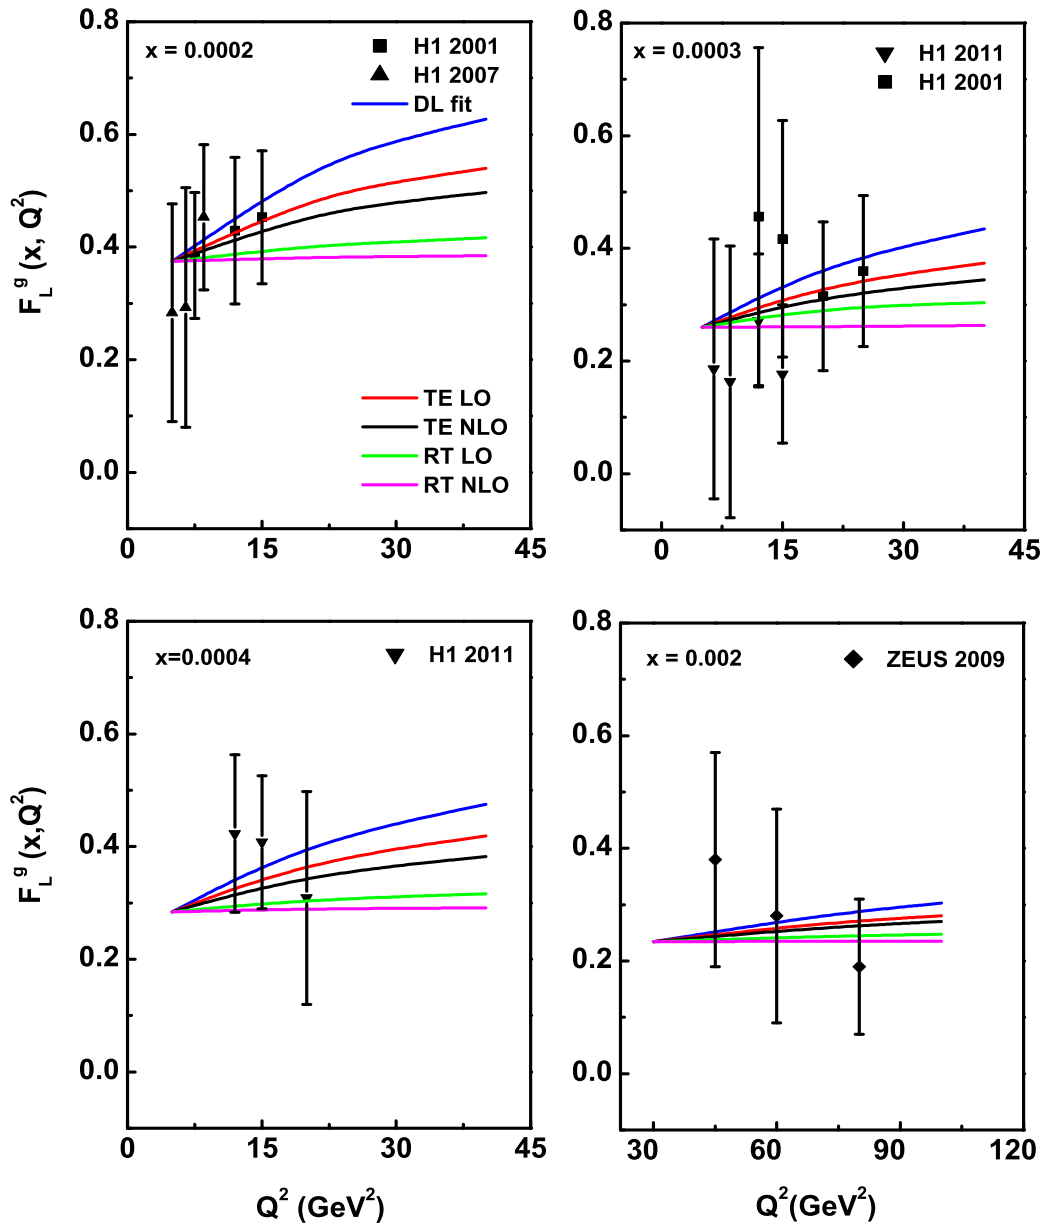 0.8
x = 0.0002
H1 2001
H1 2007
DL fit
0.6
0.4
0.2
0.0
F_L^g (x, Q^2)
TE LO
TE NLO
RT LO
RT NLO
0 15 30 45
0.8
x = 0.0003
H1 2011
H1 2001
0.6
0.4
0.2
0.0
0 15 30 45
0.8
x=0.0004
H1 2011
0.6
0.4
0.2
0.0
F_L^g (x,Q^2)
0 15 30 45
Q^2 (GeV^2)
0.8
x = 0.002
ZEUS 2009
0.6
0.4
0.2
0.0
30 60 90 120
Q^2(GeV^2)